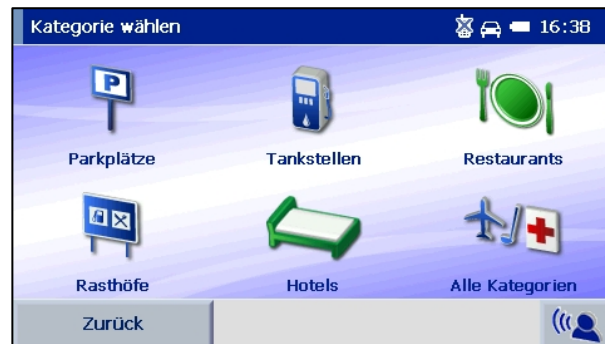 Kategorie wählen 16:38
P
Parkplätze Tankstellen Restaurants
Rasthöfe Hotels Alle Kategorien
Zurück